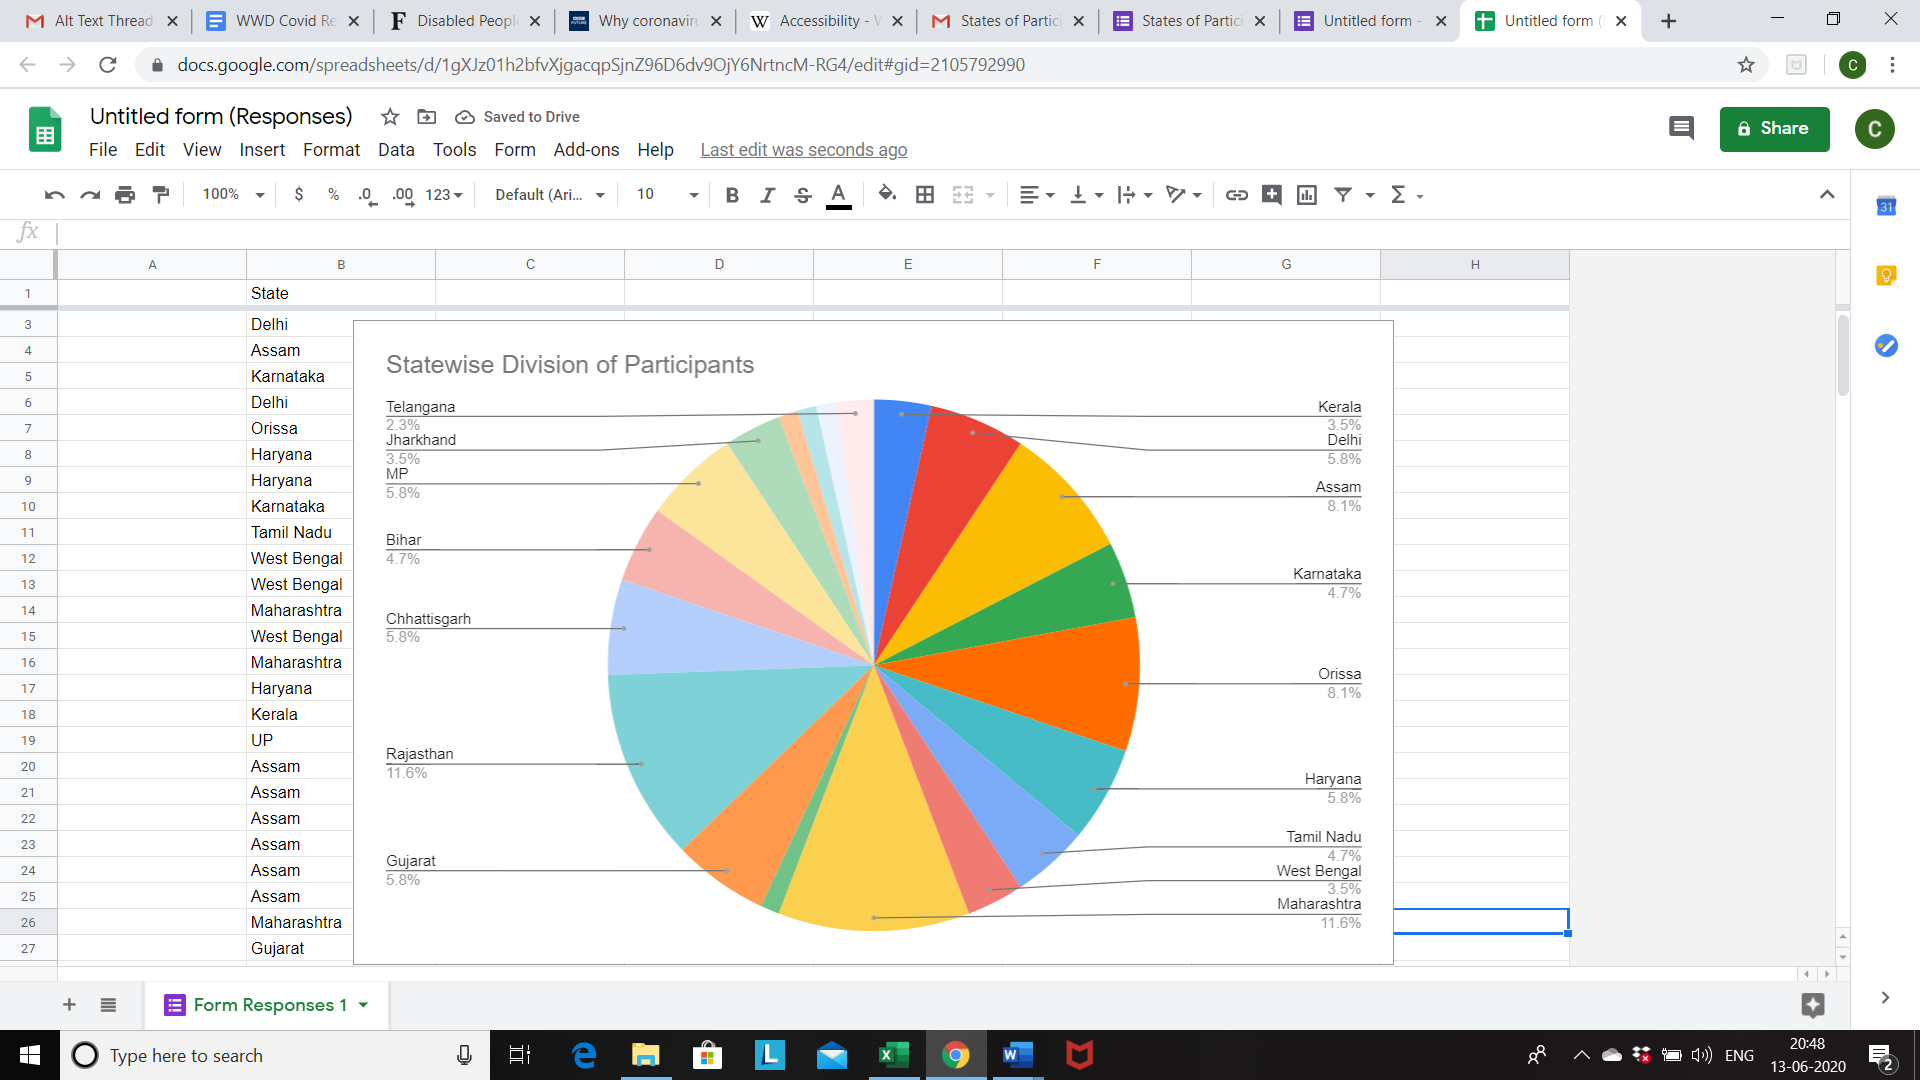 Alt Text Thread
WWD Covid Re
Disabled Peopl
Why coronaviru
Accessibility - W
States of Partici
States of Partici
Untitled form -
Untitled form (
docs.google.com/spreadsheets/d/1gXJz01h2bfvXjgacqpSjnZ96D6dv9OjY6NrtncM-RG4/edit#gid=2105792990
C
Untitled form (Responses)
Saved to Drive
Share
C
File Edit View Insert Format Data Tools Form Add-ons Help Last edit was seconds ago
100% $ % .0 .00 123 Default (Ari... 10 B I S A Σ
31
fx
A B C D E F G H
1 State
3 Delhi
4 Assam
5 Karnataka
6 Delhi
7 Orissa
8 Haryana
9 Haryana
10 Karnataka
11 Tamil Nadu
12 West Bengal
13 West Bengal
14 Maharashtra
15 West Bengal
16 Maharashtra
17 Haryana
18 Kerala
19 UP
20 Assam
21 Assam
22 Assam
23 Assam
24 Assam
25 Assam
26 Maharashtra
27 Gujarat
Statewise Division of Participants
Telangana
2.3%
Jharkhand
3.5%
MP
5.8%
Bihar
4.7%
Chhattisgarh
5.8%
Rajasthan
11.6%
Gujarat
5.8%
Kerala
3.5%
Delhi
5.8%
Assam
8.1%
Karnataka
4.7%
Orissa
8.1%
Haryana
5.8%
Tamil Nadu
4.7%
West Bengal
3.5%
Maharashtra
11.6%
Form Responses 1
Type here to search
ENG
20:48
13-06-2020
2